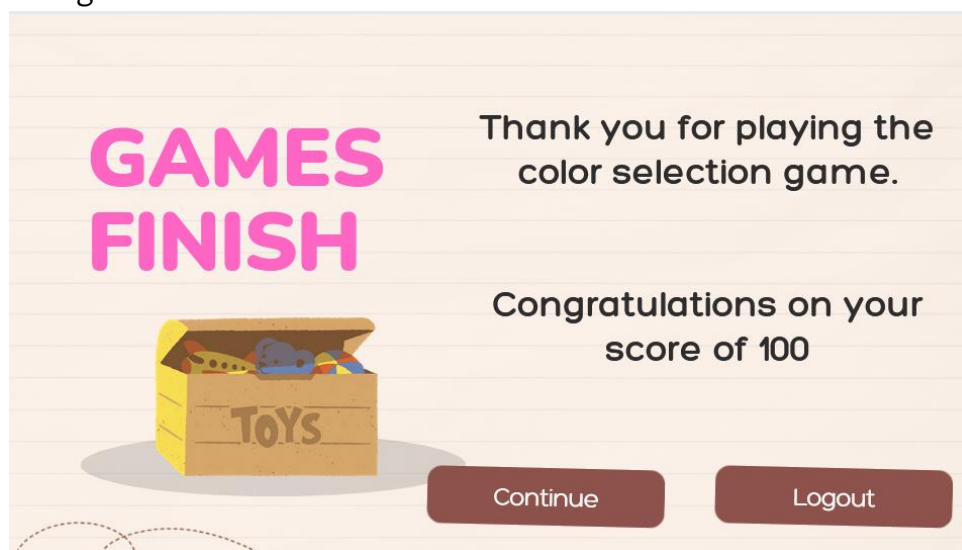 GAMES
FINISH
Thank you for playing the
color selection game.
Congratulations on your
score of 100
TOYS
Continue
Logout